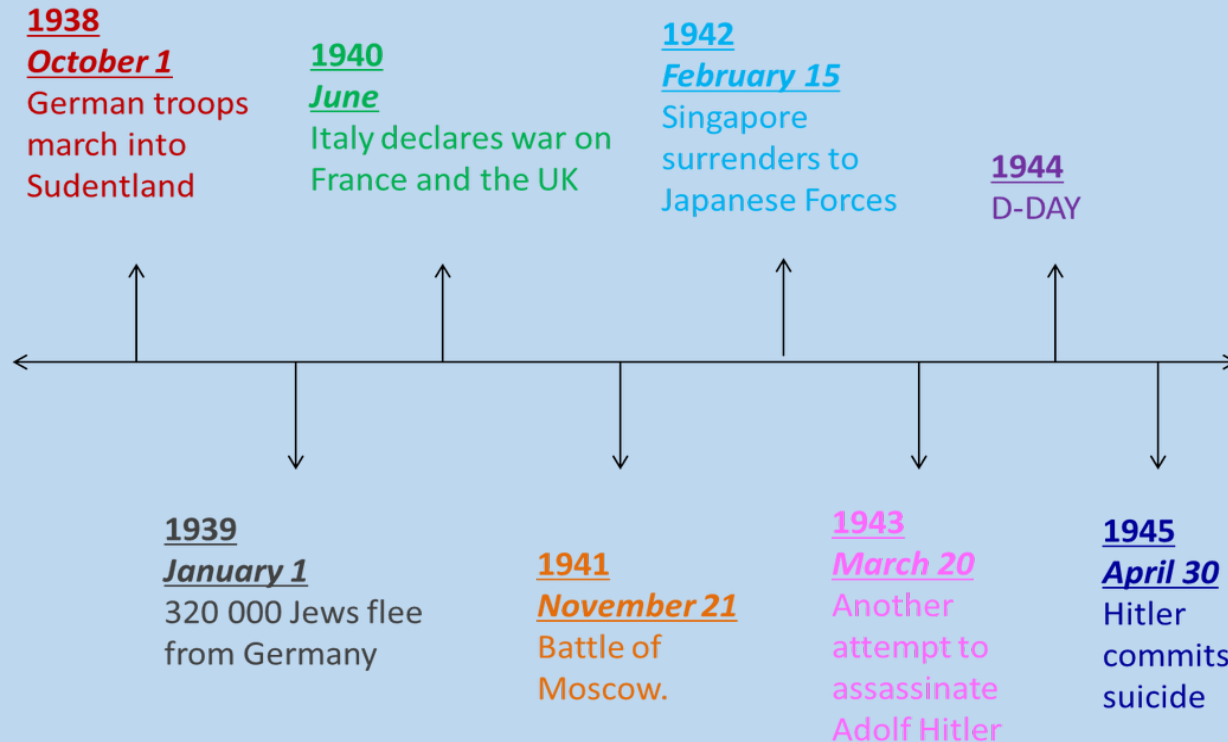 1938
October 1
German troops
march into
Sudentland
1940
June
Italy declares war on
France and the UK
1942
February 15
Singapore
surrenders to
Japanese Forces
1944
D-DAY
1939
January 1
320 000 Jews flee
from Germany
1941
November 21
Battle of
Moscow.
1943
March 20
Another
attempt to
assassinate
Adolf Hitler
1945
April 30
Hitler
commits
suicide